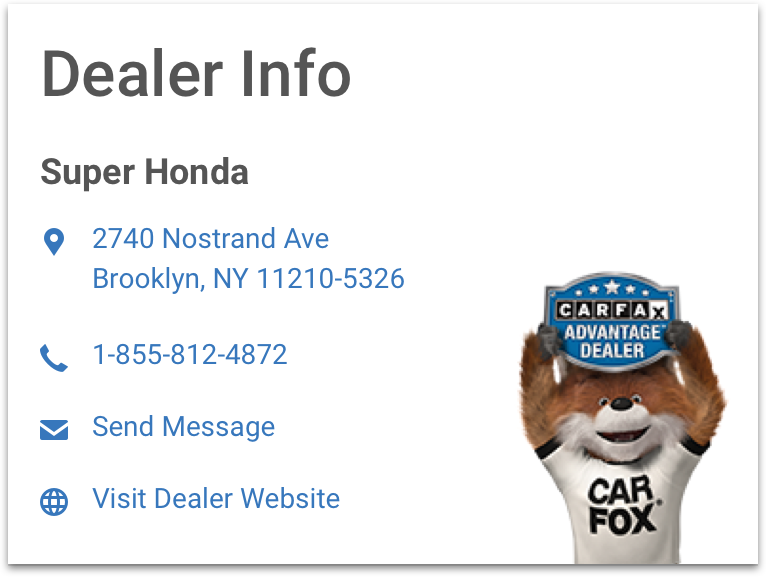 Dealer Info
Super Honda
2740 Nostrand Ave
Brooklyn, NY 11210-5326
1-855-812-4872
Send Message
Visit Dealer Website
CARFAX
ADVANTAGE
DEALER
CAR
FOX®